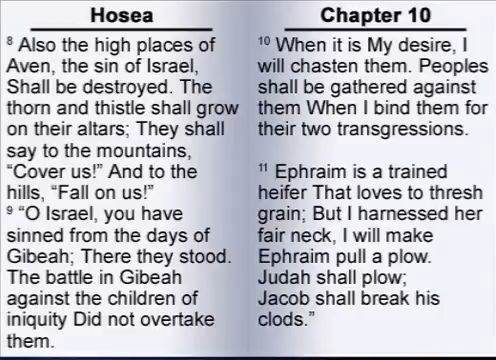 Hosea
8 Also the high places of
Aven, the sin of Israel,
Shall be destroyed. The
thorn and thistle shall grow
on their altars; They shall
say to the mountains,
“Cover us!” And to the
hills, “Fall on us!”
9 “O Israel, you have
sinned from the days of
Gibeah; There they stood.
The battle in Gibeah
against the children of
iniquity Did not overtake
them.
Chapter 10
10 When it is My desire, I
will chasten them. Peoples
shall be gathered against
them When I bind them for
their two transgressions.
11 Ephraim is a trained
heifer That loves to thresh
grain; But I harnessed her
fair neck, I will make
Ephraim pull a plow.
Judah shall plow;
Jacob shall break his
clods.”